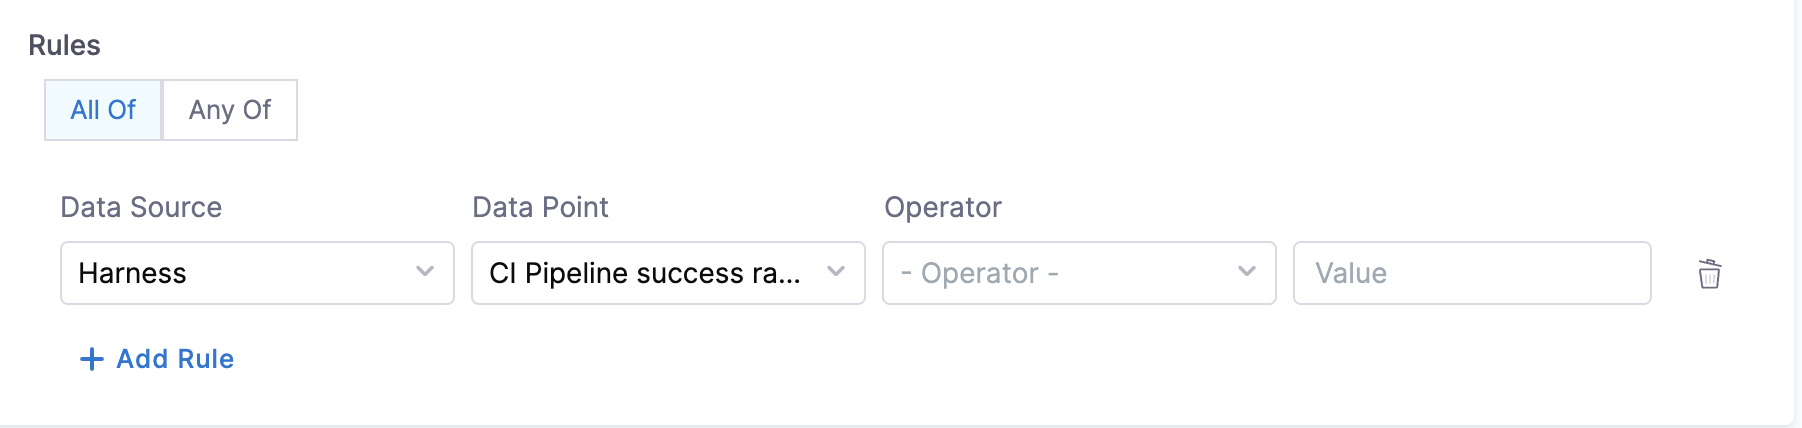 Rules
All Of Any Of
Data Source Data Point Operator
Harness CI Pipeline success ra... - Operator - Value
+ Add Rule